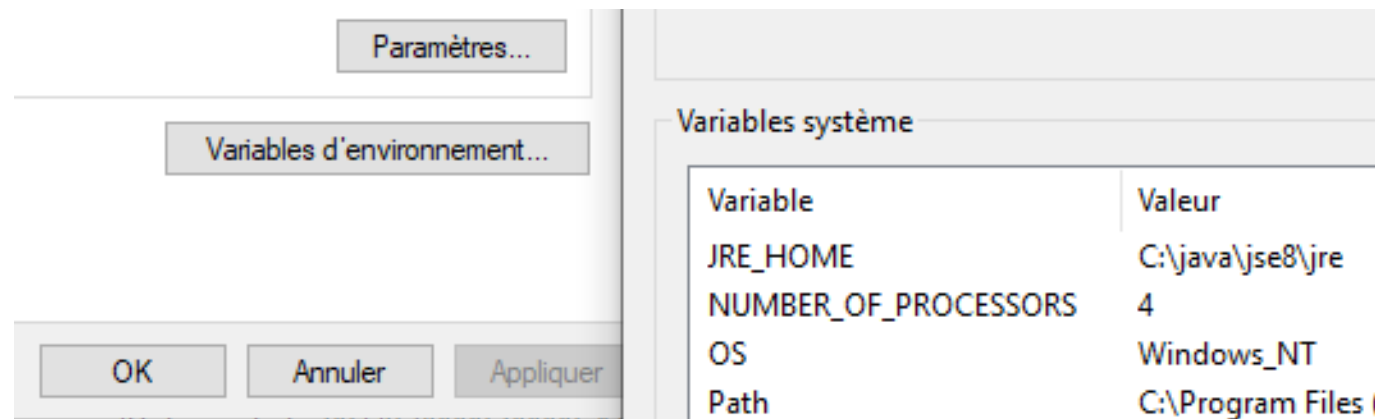 Paramètres...
Variables d'environnement...
OK Annuler Appliquer
Variables système
Variable Valeur
JRE_HOME C:\java\jse8\jre
NUMBER_OF_PROCESSORS 4
OS Windows_NT
Path C:\Program Files (